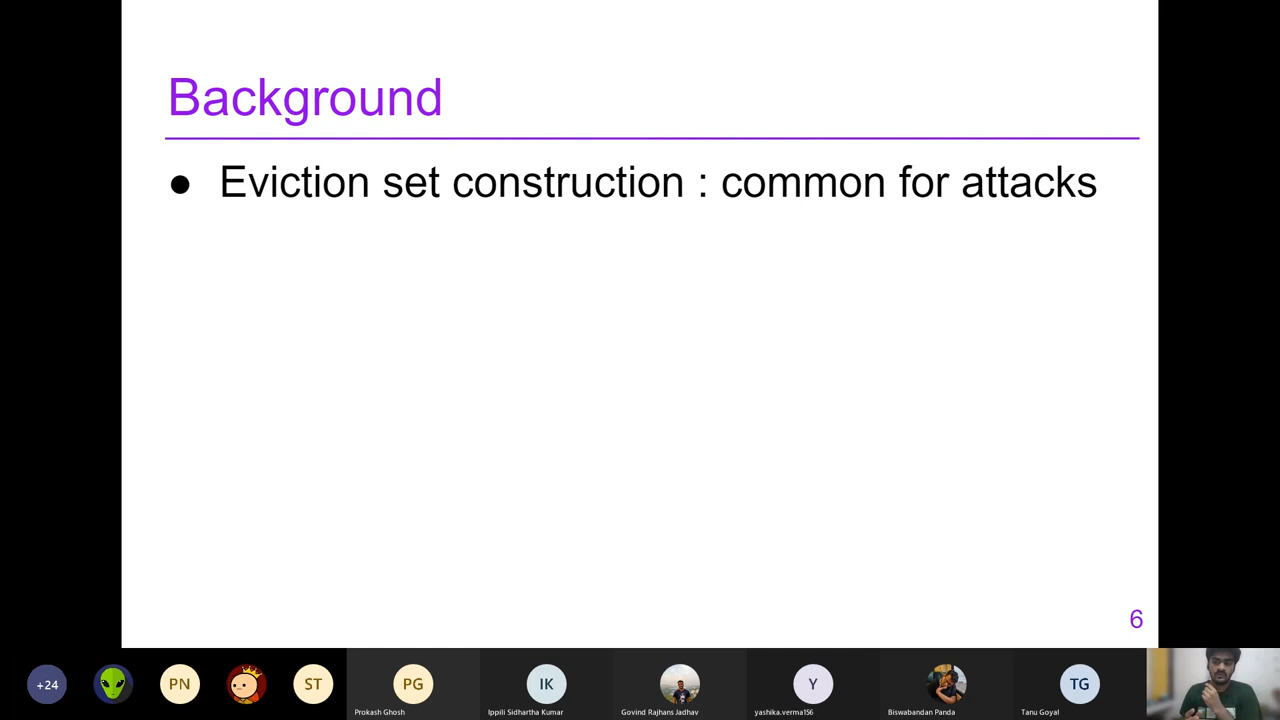 Background
● Eviction set construction : common for attacks
6
+24
PN
ST
PG
IK
Y
TG
Prokash Ghosh
Ippili Sidhartha Kumar
Govind Rajhans Jadhav
yashika.verma156
Biswabandan Panda
Tanu Goyal